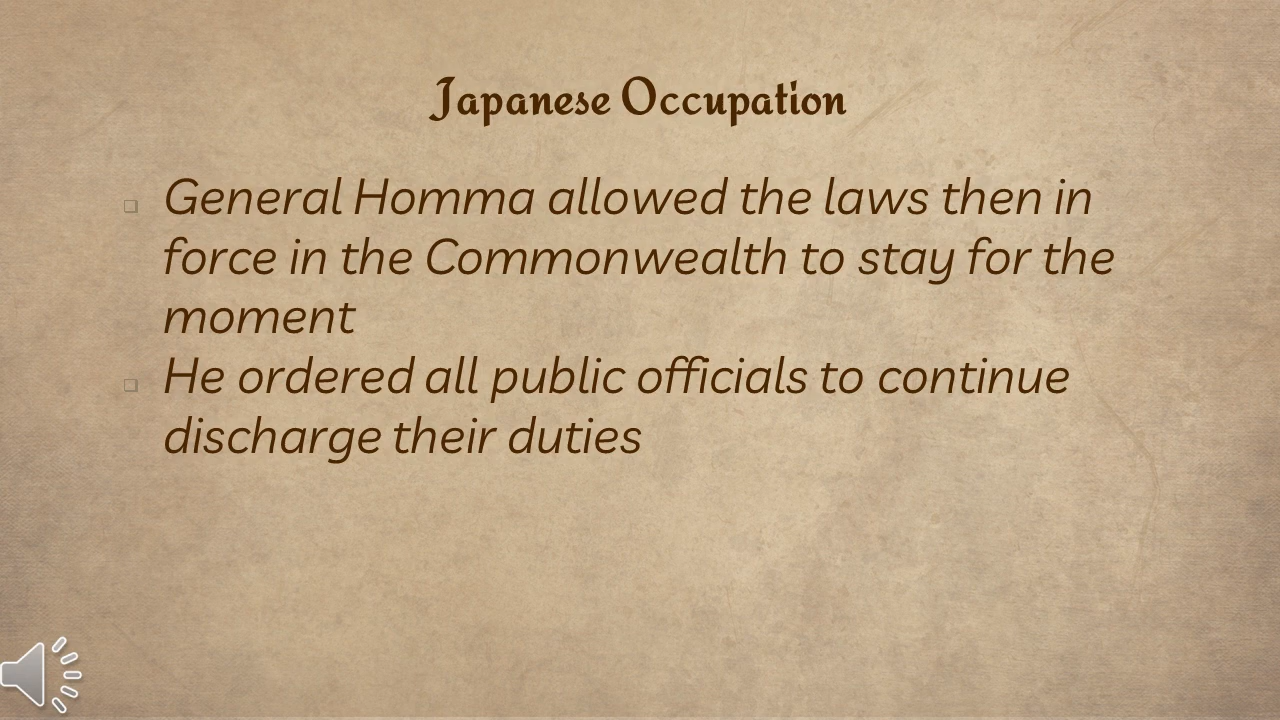 Japanese Occupation
General Homma allowed the laws then in
force in the Commonwealth to stay for the
moment
He ordered all public officials to continue
discharge their duties